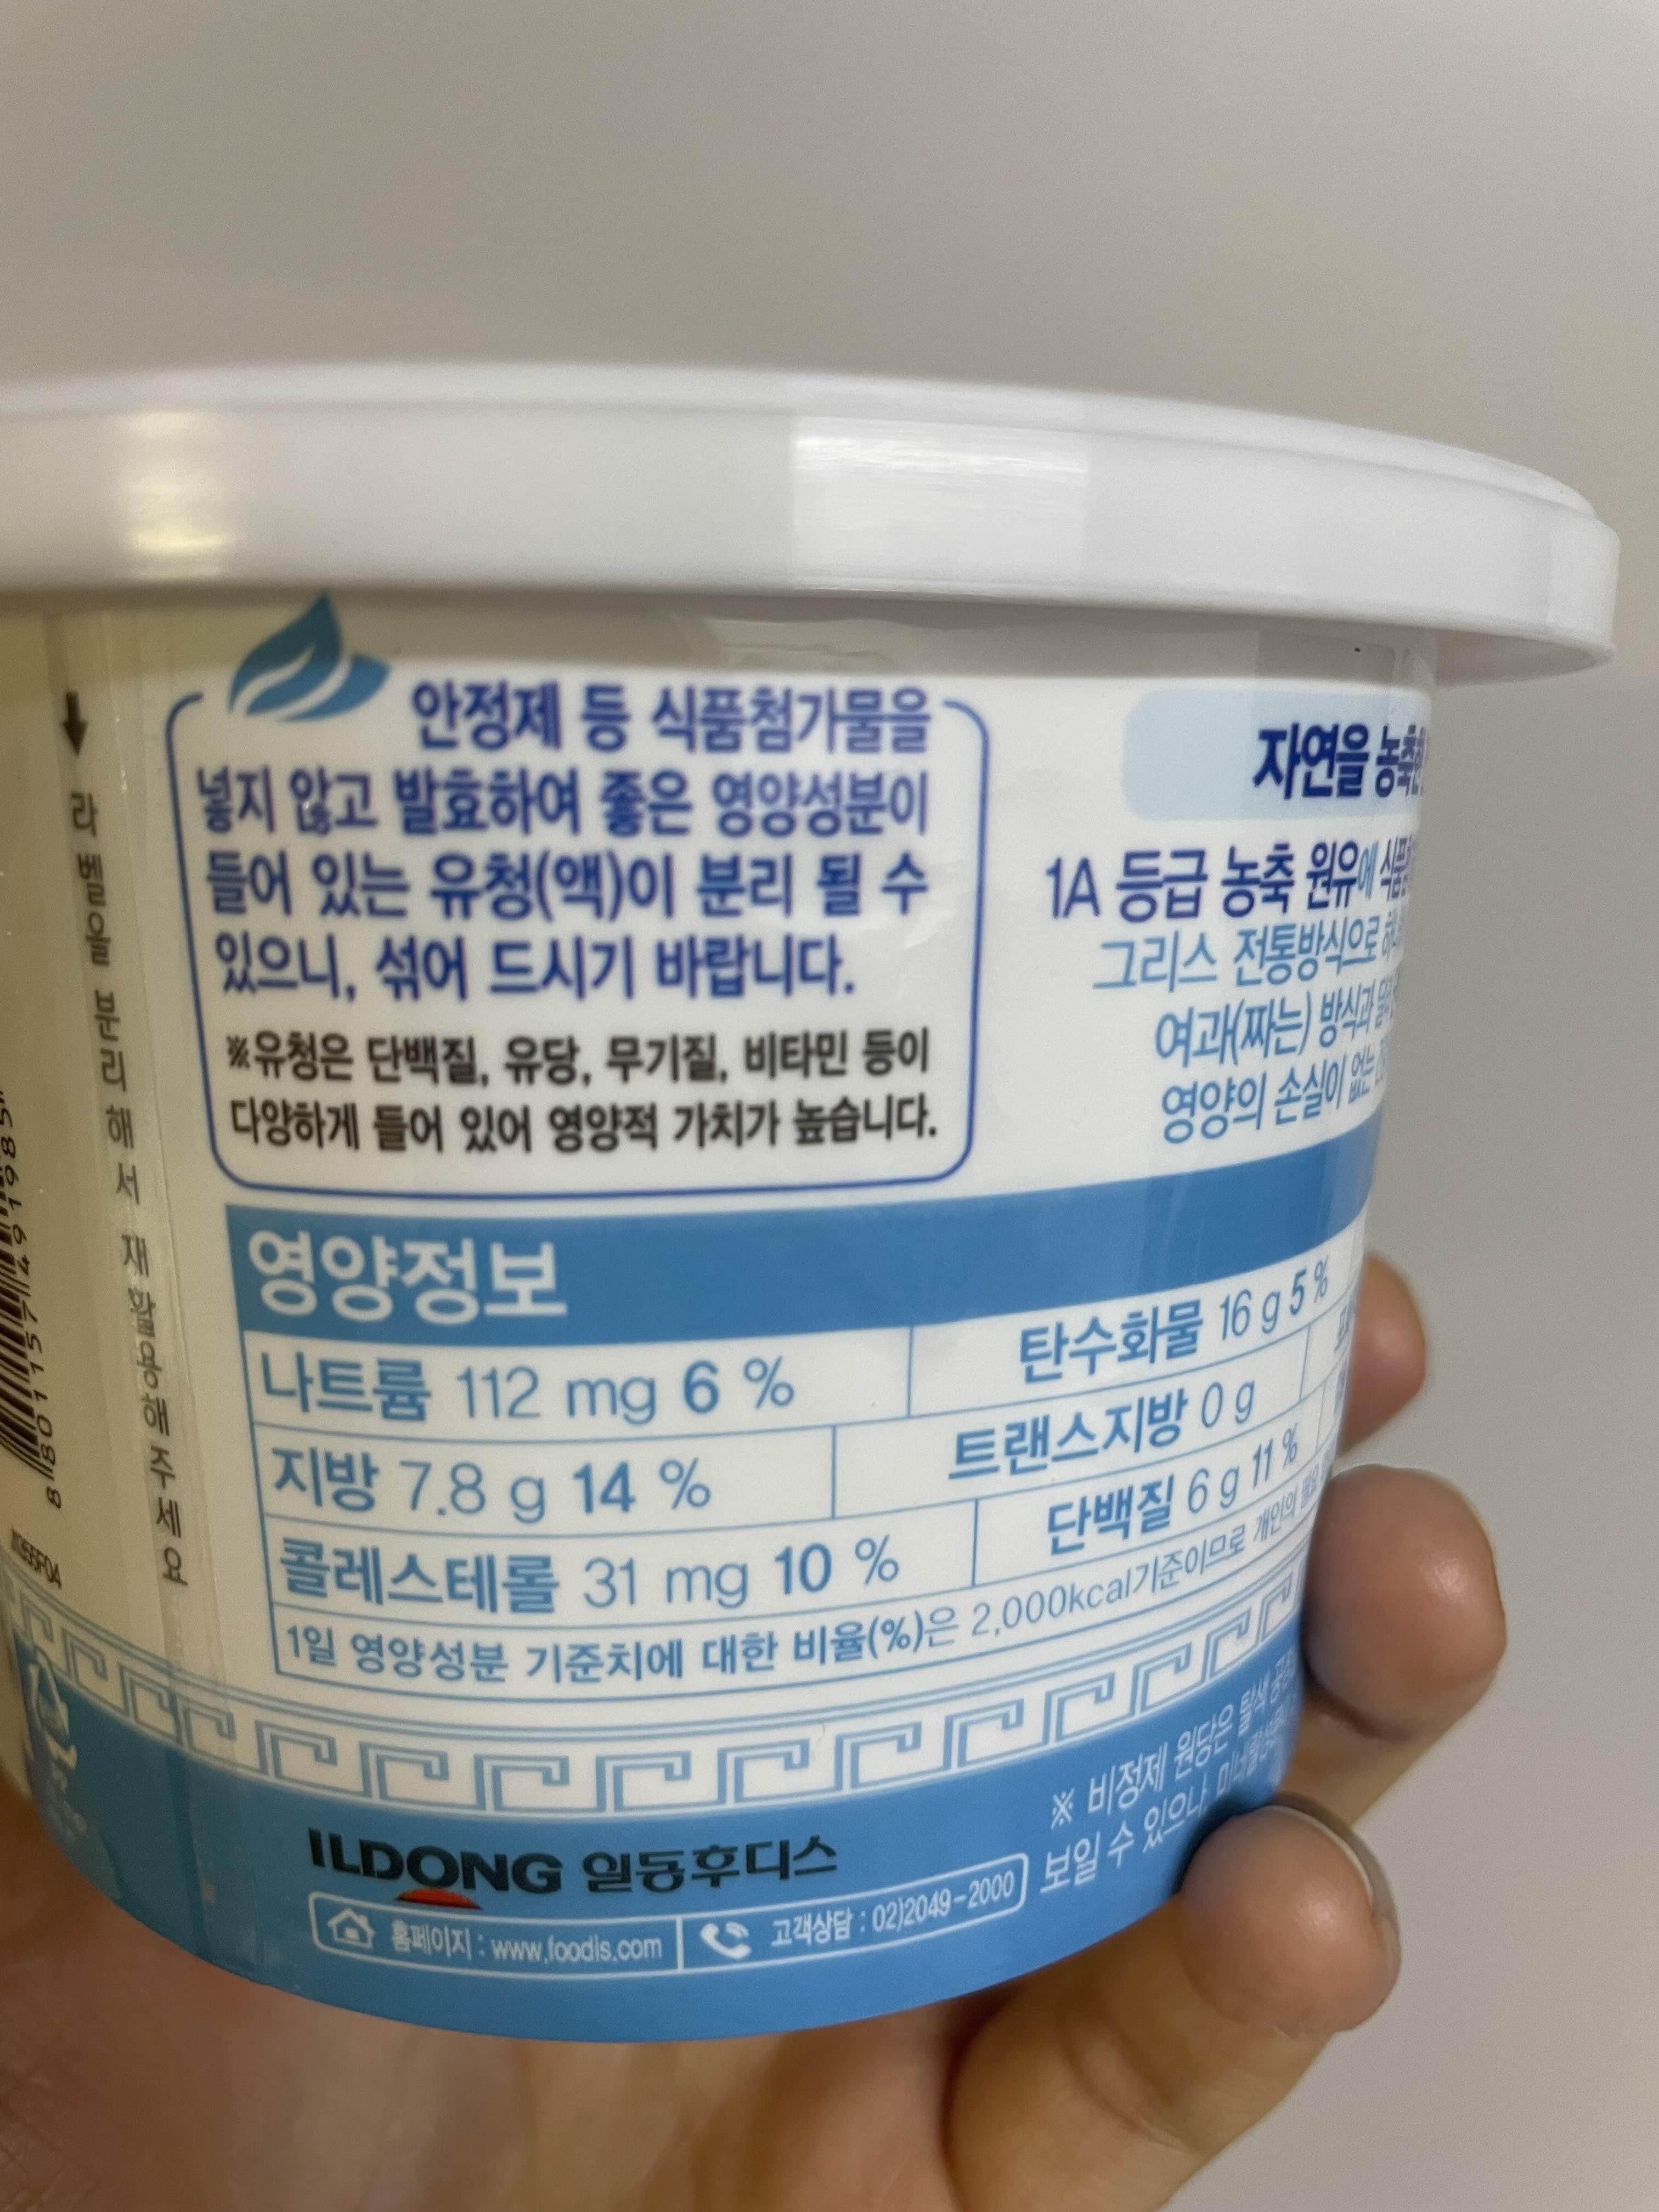 라벨을 분리해서 재활용해주세요
안정제 등 식품첨가물을
넣지 않고 발효하여 좋은 영양성분이
들어 있는 유청(액)이 분리 될 수
있으니, 섞어 드시기 바랍니다.
※유청은 단백질, 유당, 무기질, 비타민 등이
다양하게 들어 있어 영양적 가치가 높습니다.
자연을
1A 등급 농축 원유에
그리스 전통방식으로
여과(짜는) 방식과
영양의 손실이 없는
영양정보
나트륨 112 mg 6 %
탄수화물 16 g 5 %
지방 7.8 g 14 %
트랜스지방 0 g
콜레스테롤 31 mg 10 %
단백질 6 g 11 %
1일 영양성분 기준치에 대한 비율(%)은 2,000kcal기준이므로 개인의
ILDONG 일동후디스
홈페이지 : www.foodis.com
고객상담 : 02)2049-2000
※ 비정제 원당은 탈색
보일 수 있으나